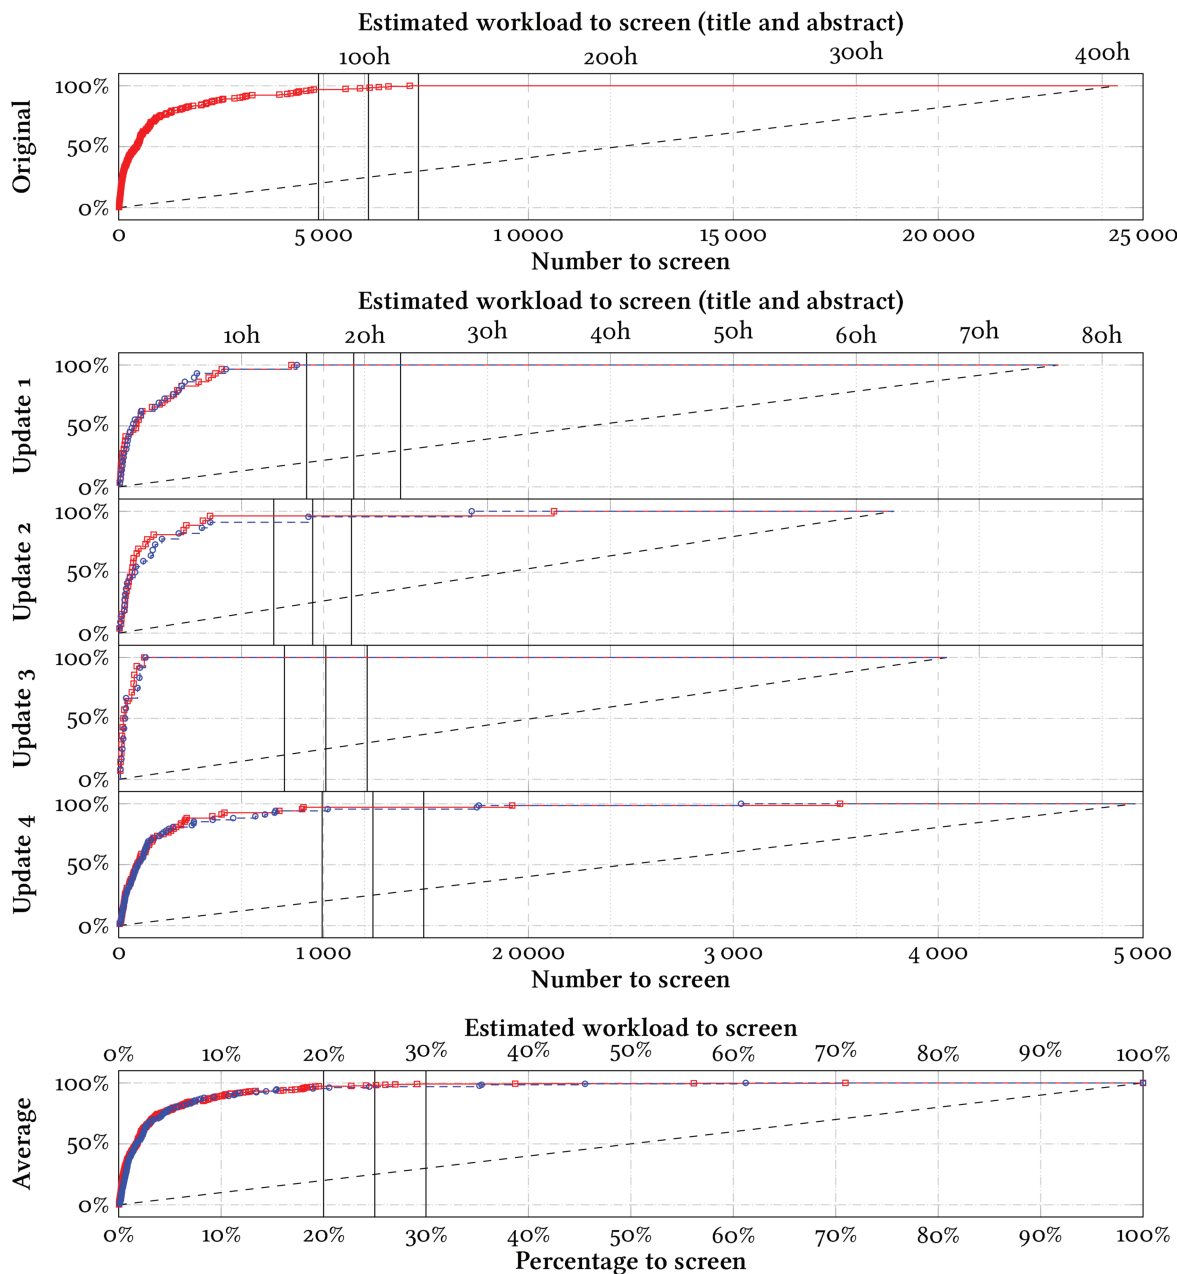 Estimated workload to screen (title and abstract)
100h 200h 300h 400h
Original
100%
50%
0%
0 5 000 10000 15 000 20 000 25 000
Number to screen
Estimated workload to screen (title and abstract)
10h 20h 30h 40h 50h 60h 70h 80h
Update 1
100%
50%
0%
Update 2
100%
50%
0%
Update 3
100%
50%
0%
Update 4
100%
50%
0%
0 1 000 2 0000 3 000 4 000 5 000
Number to screen
Estimated workload to screen
0% 10% 20% 30% 40% 50% 60% 70% 80% 90% 100%
Average
100%
50%
0%
0% 10% 20% 30% 40% 50% 60% 70% 80% 90% 100%
Percentage to screen